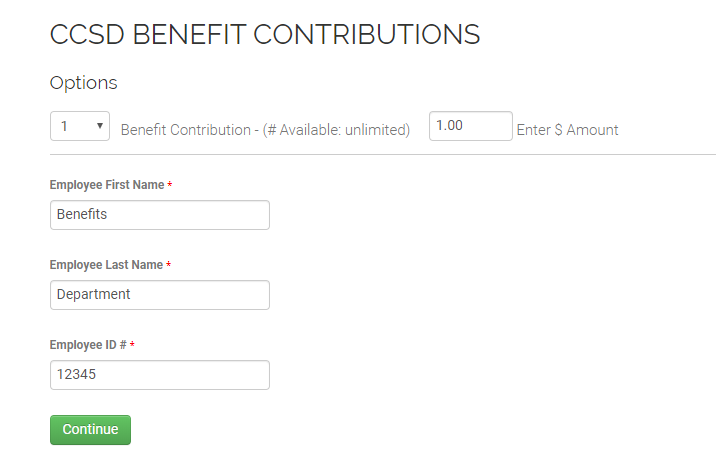 CCSD BENEFIT CONTRIBUTIONS
Options
1 Benefit Contribution - (# Available: unlimited) 1.00 Enter $ Amount
Employee First Name *
Benefits
Employee Last Name *
Department
Employee ID # *
12345
Continue